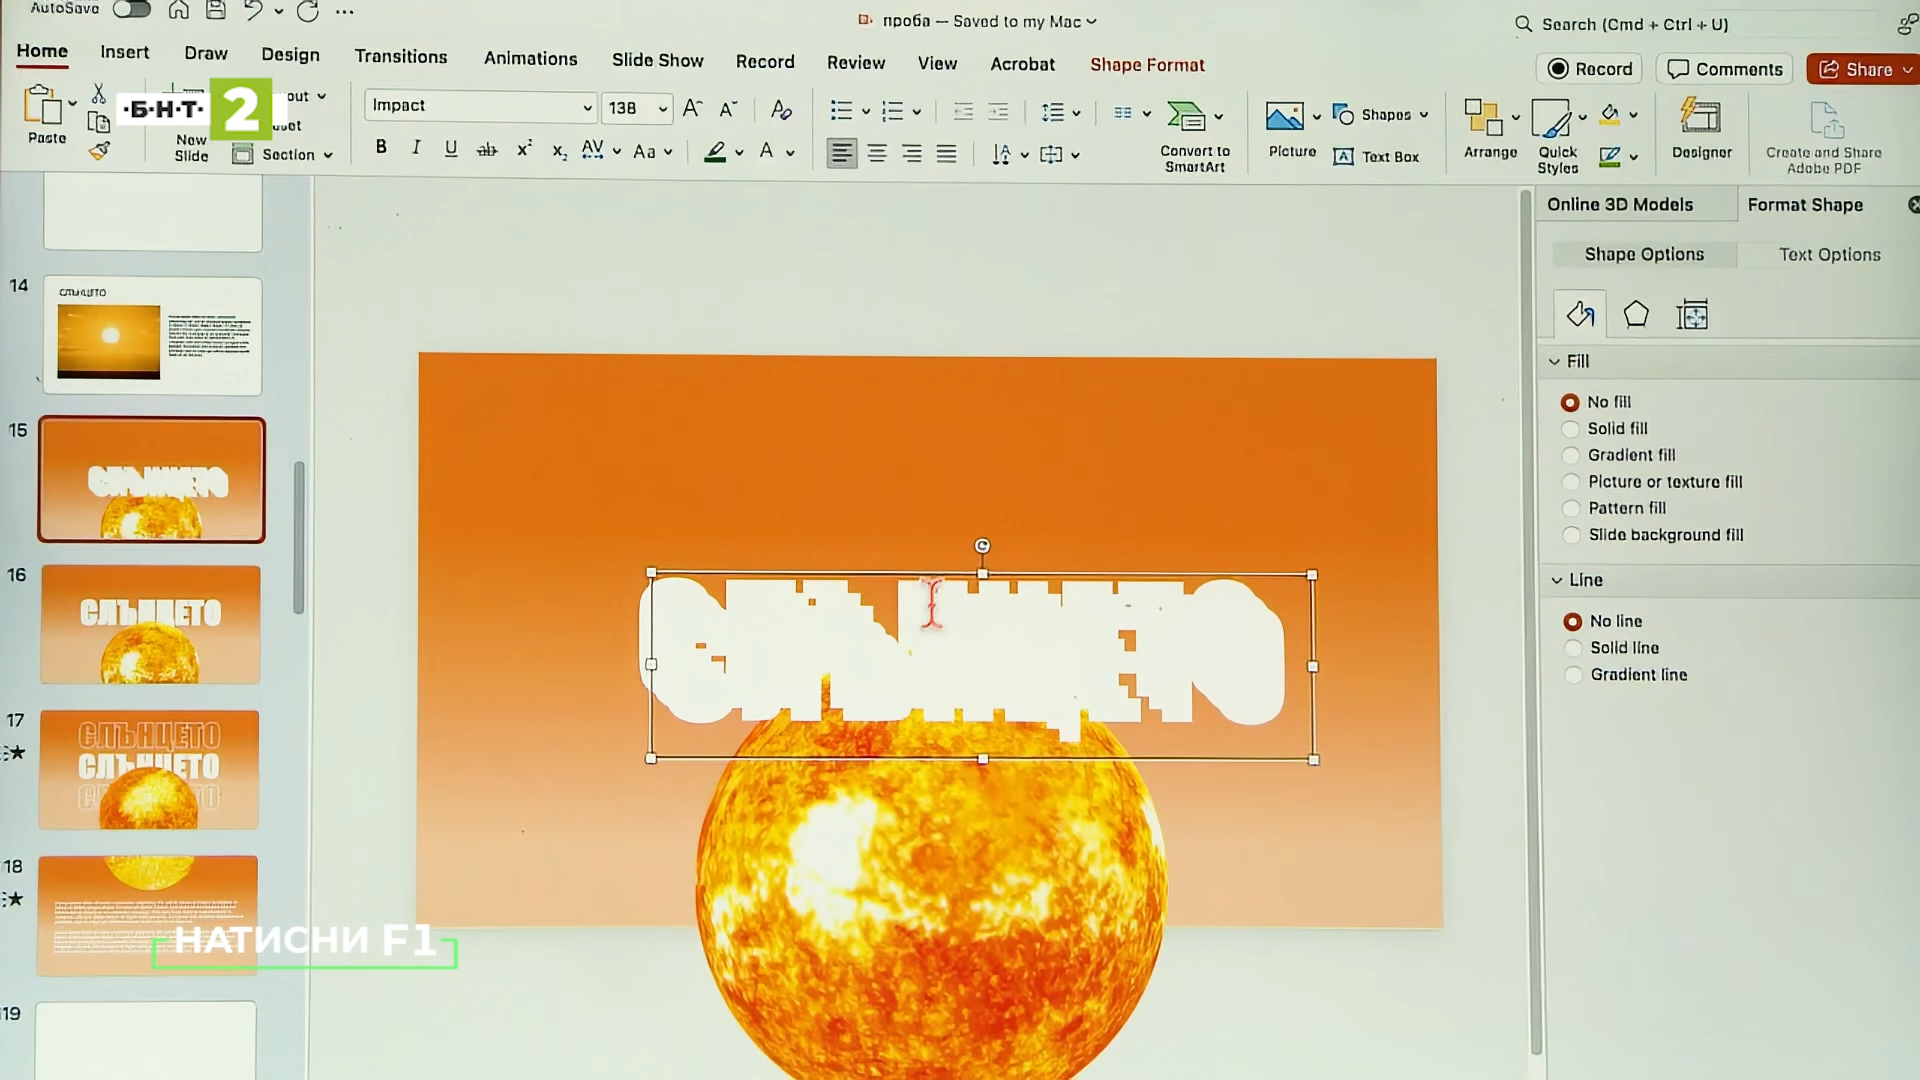 AutoSave
проба — Saved to my Mac
Search (Cmd + Ctrl + U)
Home
Insert
Draw
Design
Transitions
Animations
Slide Show
Record
Review
View
Acrobat
Shape Format
Record
Comments
Share
Paste
·Б·Н·Т· 2
New
Slide
Section
Impact
138
Convert to
SmartArt
Picture
Shapes
Text Box
Arrange
Quick
Styles
Designer
Create and Share
Adobe PDF
Online 3D Models
Format Shape
Shape Options
Text Options
Fill
No fill
Solid fill
Gradient fill
Picture or texture fill
Pattern fill
Slide background fill
Line
No line
Solid line
Gradient line
14
СЛЪНЦЕТО
15
СЛЪНЦЕТО
16
СЛЪНЦЕТО
17
СЛЪНЦЕТО
СЛЪНЦЕТО
СЛЪНЦЕТО
18
19
НАТИСНИ F1